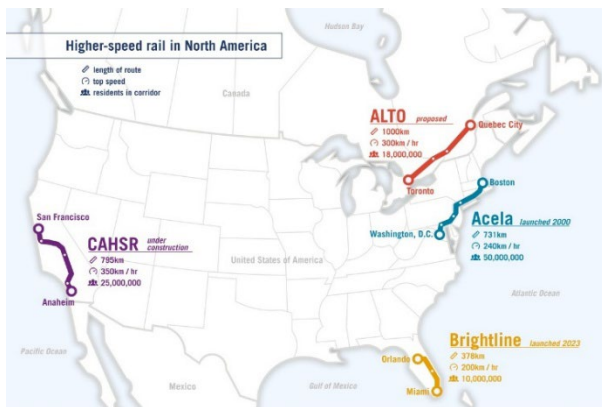 Hudson Bay
Higher-speed rail in North America
length of route
top speed
residents in corridor
Canada
ALTO proposed
1000km
300km / hr
18,000,000
Quebec City
Toronto
Boston
Washington, D.C.
Acela launched 2000
731km
240km / hr
50,000,000
San Francisco
CAHSR under construction
795km
350km / hr
25,000,000
Anaheim
United States of America
Atlantic Ocean
Pacific Ocean
Brightline launched 2023
378km
200km / hr
10,000,000
Orlando
Miami
Mexico
Gulf of Mexico